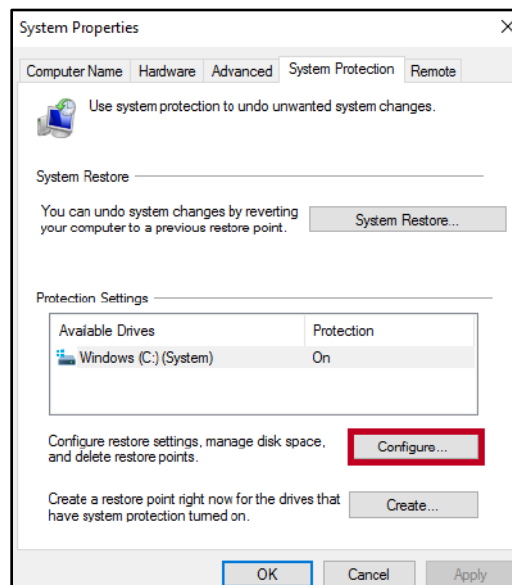 System Properties
Computer Name Hardware Advanced System Protection Remote
Use system protection to undo unwanted system changes.
System Restore
You can undo system changes by reverting
your computer to a previous restore point.
System Restore...
Protection Settings
Available Drives Protection
Windows (C:) (System) On
Configure restore settings, manage disk space,
and delete restore points.
Configure...
Create a restore point right now for the drives that
have system protection turned on.
Create...
OK Cancel Apply